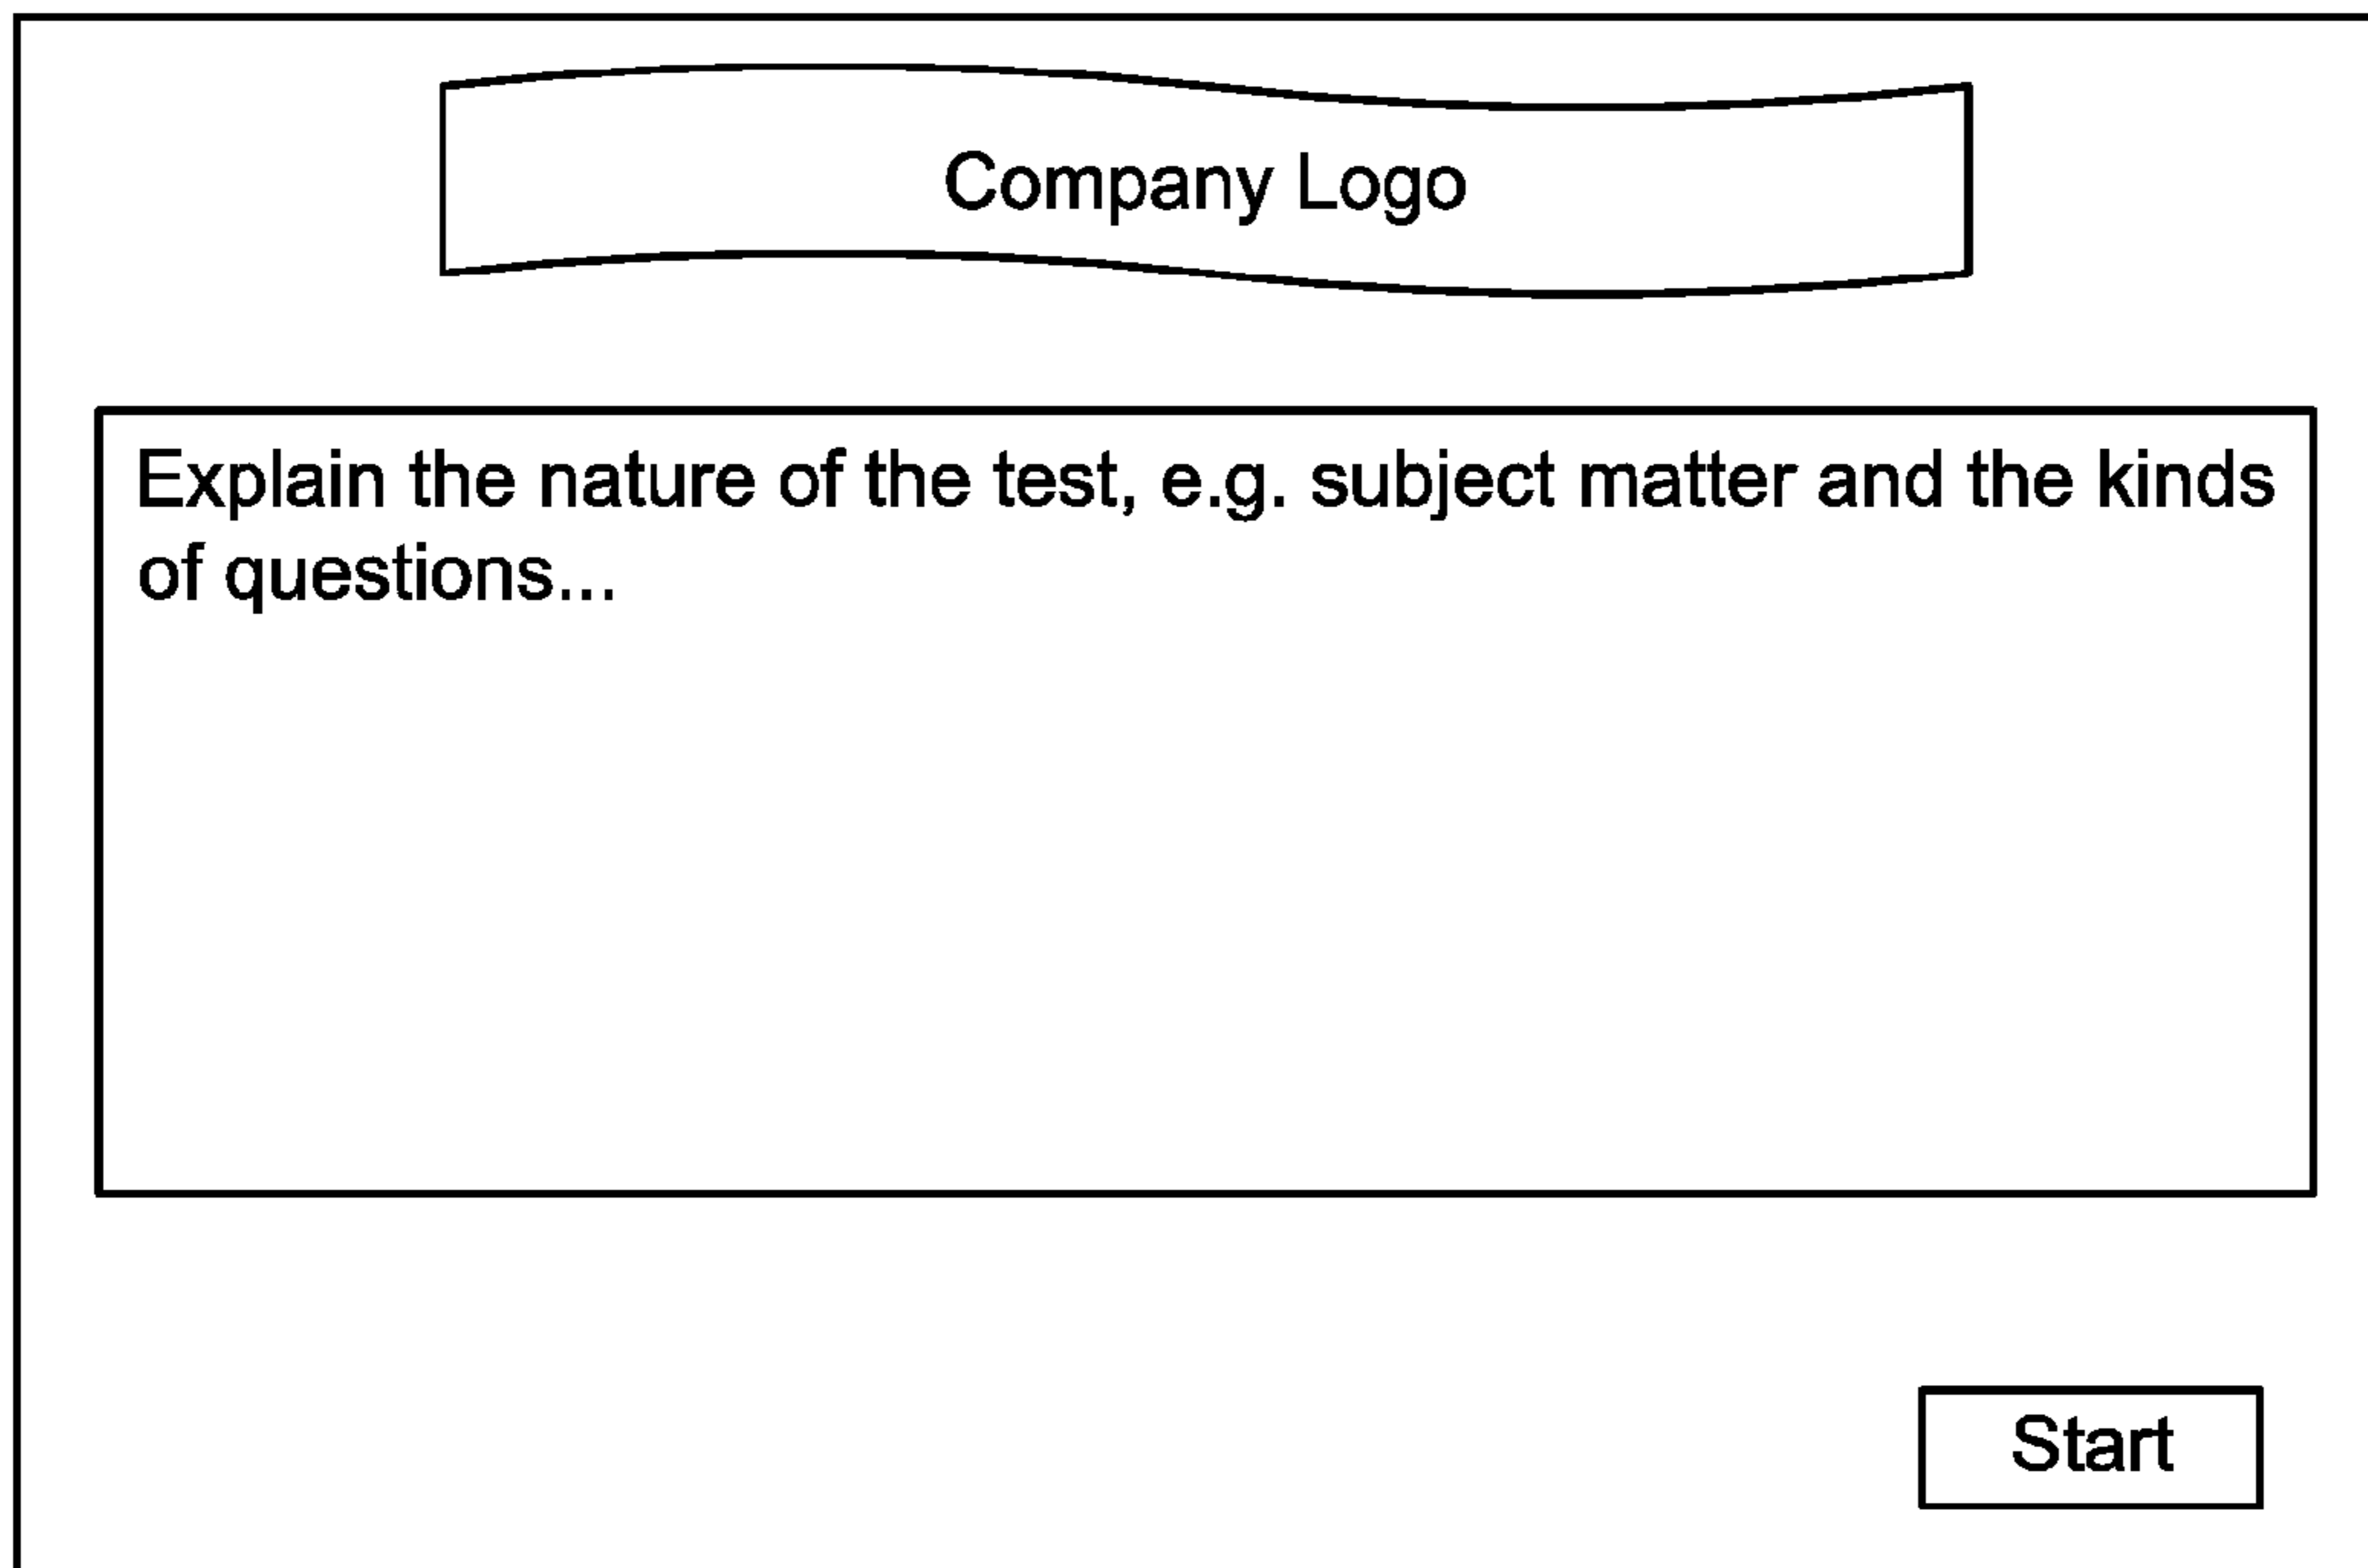 Company Logo
Explain the nature of the test, e.g. subject matter and the kinds
of questions...
Start